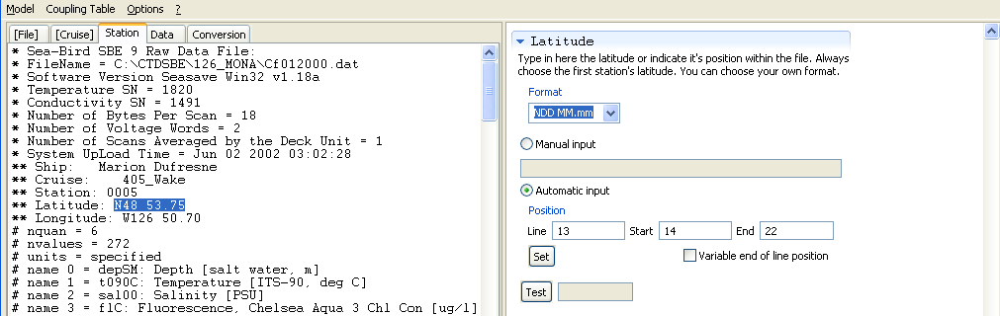 Model Coupling Table Options ?
[File] [Cruise] Station Data Conversion
* Sea-Bird SBE 9 Raw Data File:
* FileName = C:\CTDSBE\126_MONA\Cf012000.dat
* Software Version Seasave Win32 v1.18a
* Temperature SN = 1820
* Conductivity SN = 1491
* Number of Bytes Per Scan = 18
* Number of Voltage Words = 2
* Number of Scans Averaged by the Deck Unit = 1
* System UpLoad Time = Jun 02 2002 03:02:28
** Ship: Marion Dufresne
** Cruise: 405_Wake
** Station: 0005
** Latitude: N48 53.75
** Longitude: W126 50.70
# nquan = 6
# nvalues = 272
# units = specified
# name 0 = depSM: Depth [salt water, m]
# name 1 = t090C: Temperature [ITS-90, deg C]
# name 2 = sal00: Salinity [PSU]
# name 3 = flC: Fluorescence, Chelsea Aqua 3 Chl Con [ug/l]
Latitude
Type in here the latitude or indicate it's position within the file. Always
choose the first station's latitude. You can choose your own format.
Format
NDD MM.mm
Manual input
Automatic input
Position
Line 13 Start 14 End 22
Set Variable end of line position
Test